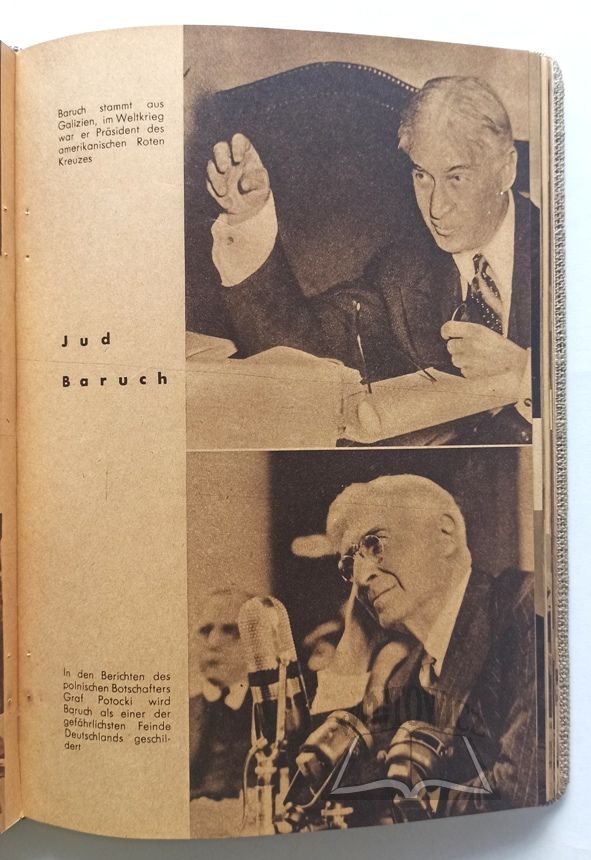 Baruch stammt aus
Galizien, im Weltkrieg
war er Präsident des
amerikanischen Roten
Kreuzes
Jud
Baruch
In den Berichten des
polnischen Botschafters
Graf Potocki wird
Baruch als einer der
gefährlichsten Feinde
Deutschlands geschil-
dert